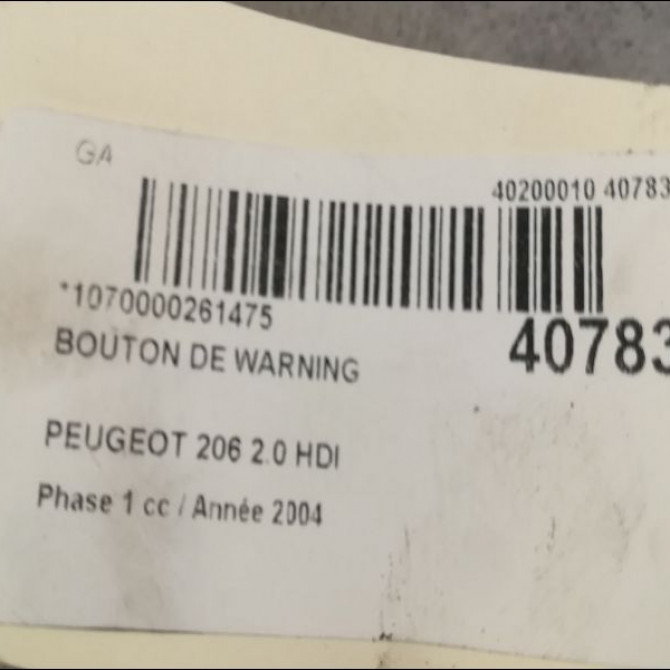 GA
40200010 40783
*1070000261475
40783
BOUTON DE WARNING
PEUGEOT 206 2.0 HDI
Phase 1 cc / Année 2004